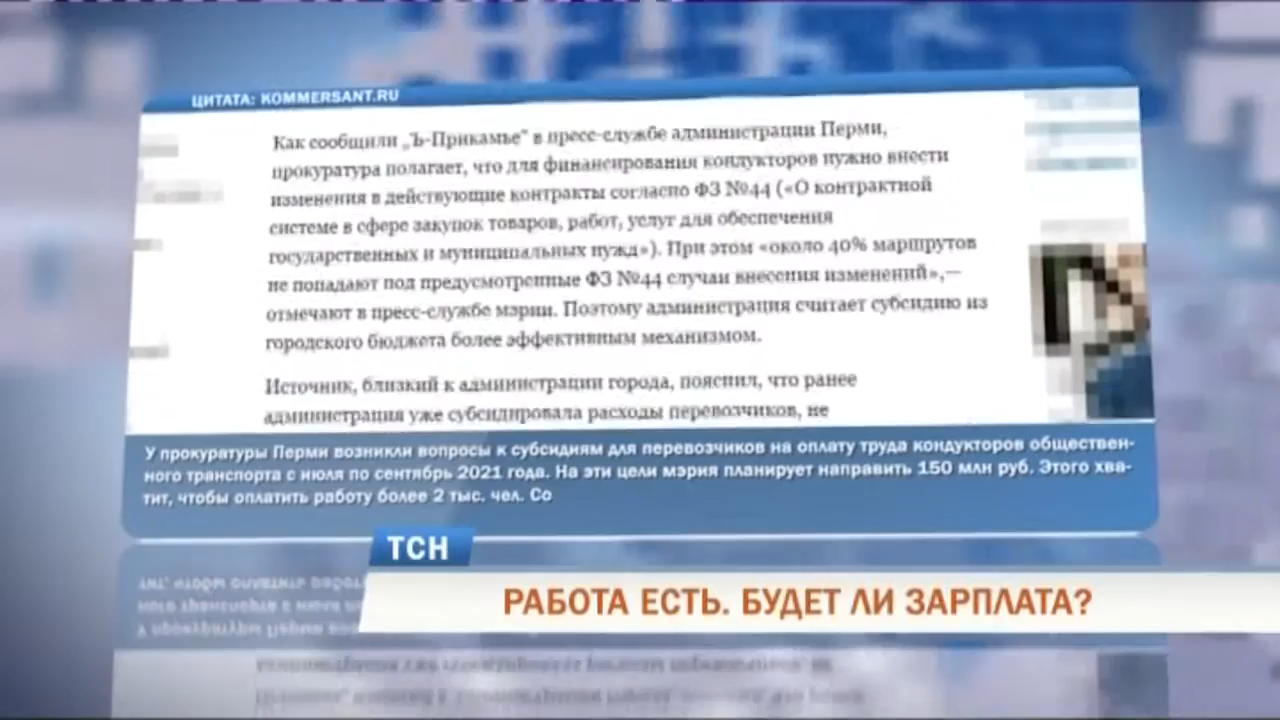 ЦИТАТА: KOMMERSANT.RU
Как сообщили „Ъ-Прикамье" в пресс-службе администрации Перми,
прокуратура полагает, что для финансирования кондукторов нужно внести
изменения в действующие контракты согласно ФЗ №44 («О контрактной
системе в сфере закупок товаров, работ, услуг для обеспечения
государственных и муниципальных нужд»). При этом «около 40% маршрутов
не попадают под предусмотренные ФЗ №44 случаи внесения изменений»,—
отмечают в пресс-службе мэрии. Поэтому администрация считает субсидию из
городского бюджета более эффективным механизмом.
Источник, близкий к администрации города, пояснил, что ранее
администрация уже субсидировала расходы перевозчиков, не
У прокуратуры Перми возникли вопросы к субсидиям для перевозчиков на оплату труда кондукторов обществен-
ного транспорта с июля по сентябрь 2021 года. На эти цели мэрия планирует направить 150 млн руб. Этого хва-
тит, чтобы оплатить работу более 2 тыс. чел. Со
ТСН
РАБОТА ЕСТЬ. БУДЕТ ЛИ ЗАРПЛАТА?